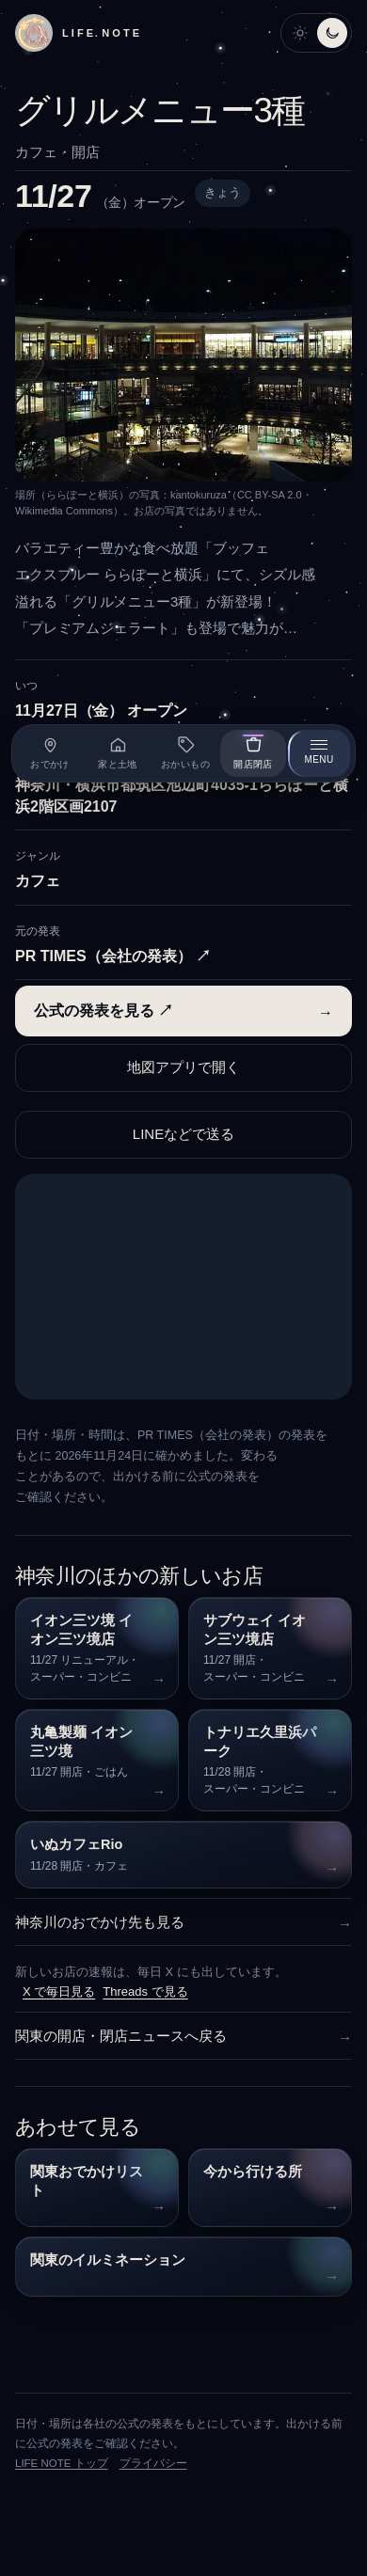 LIFE. NOTE
グリルメニュー3種
カフェ・開店
11/27 （金）オープン きょう
場所（ららぽーと横浜）の写真：kantokuruza（CC BY-SA 2.0・
Wikimedia Commons）。お店の写真ではありません。
バラエティー豊かな食べ放題「ブッフェ
エクスブルー ららぽーと横浜」にて、シズル感
溢れる「グリルメニュー3種」が新登場！
「プレミアムジェラート」も登場で魅力が…
いつ
11月27日（金） オープン
おでかけ 家と土地 おかいもの 開店閉店 MENU
神奈川・横浜市都筑区池辺町4035-1ららぽーと横
浜2階区画2107
ジャンル
カフェ
元の発表
PR TIMES（会社の発表） ↗
公式の発表を見る ↗ →
地図アプリで開く
LINEなどで送る
日付・場所・時間は、PR TIMES（会社の発表）の発表を
もとに 2026年11月24日に確かめました。変わる
ことがあるので、出かける前に公式の発表を
ご確認ください。
神奈川のほかの新しいお店
イオン三ツ境 イ
オン三ツ境店
11/27 リニューアル・
スーパー・コンビニ →
サブウェイ イオ
ン三ツ境店
11/27 開店・
スーパー・コンビニ →
丸亀製麺 イオン
三ツ境
11/27 開店・ごはん
→
トナリエ久里浜パ
ーク
11/28 開店・
スーパー・コンビニ →
いぬカフェRio
11/28 開店・カフェ →
神奈川のおでかけ先も見る →
新しいお店の速報は、毎日 X にも出しています。
X で毎日見る Threads で見る
関東の開店・閉店ニュースへ戻る →
あわせて見る
関東おでかけリス
ト
→
今から行ける所
→
関東のイルミネーション
→
日付・場所は各社の公式の発表をもとにしています。出かける前
に公式の発表をご確認ください。
LIFE NOTE トップ プライバシー